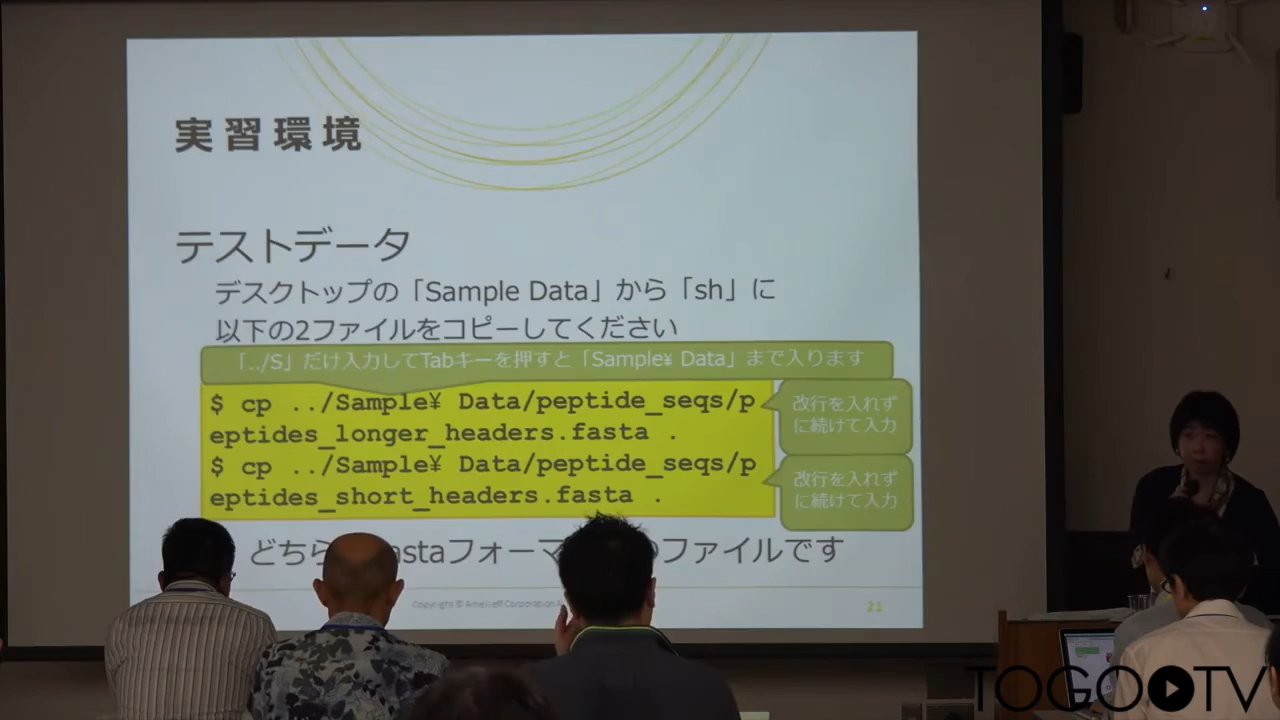 実習環境
テストデータ
デスクトップの「Sample Data」から「sh」に
以下の2ファイルをコピーしてください
「../S」だけ入力してTabキーを押すと「Sample¥ Data」まで入ります
$ cp ../Sample¥ Data/peptide_seqs/p
eptides_longer_headers.fasta .
改行を入れず
に続けて入力
$ cp ../Sample¥ Data/peptide_seqs/p
eptides_short_headers.fasta .
改行を入れず
に続けて入力
どちら astaフォーマ のファイルです
Copyright © Amelieff Corporation
21
TOGOTV